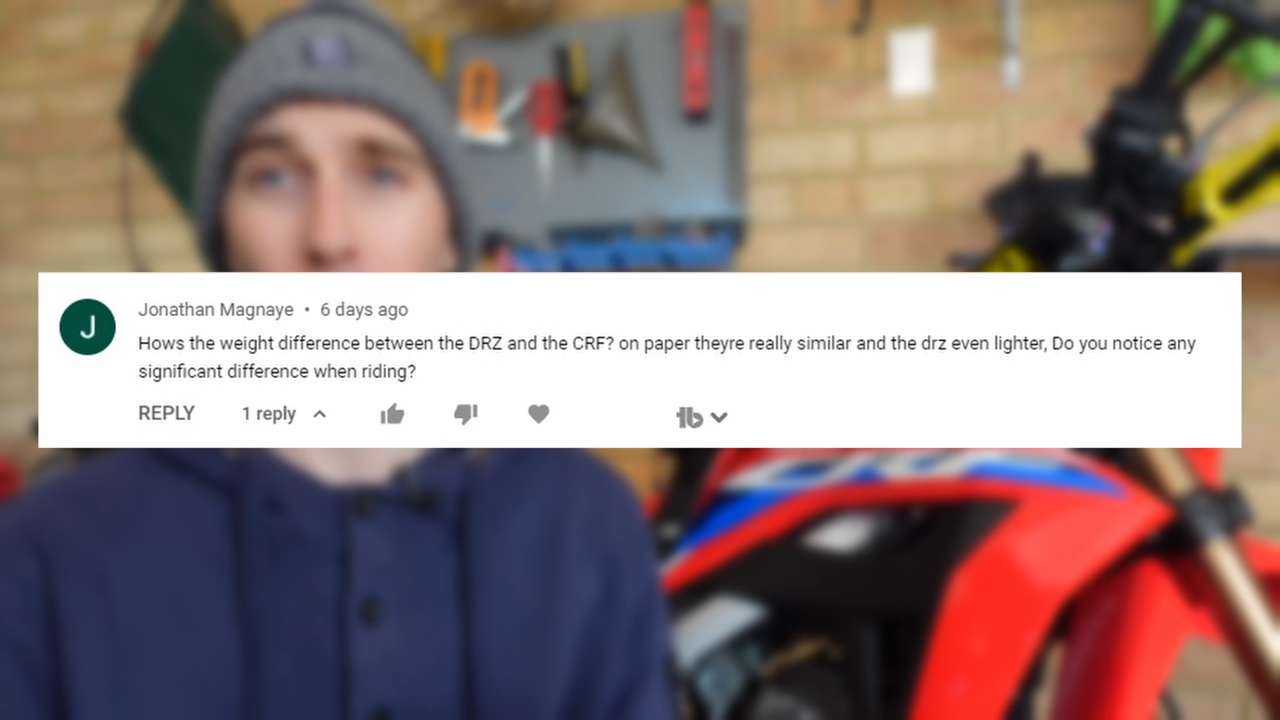 J
Jonathan Magnaye • 6 days ago
Hows the weight difference between the DRZ and the CRF? on paper theyre really similar and the drz even lighter, Do you notice any
significant difference when riding?
REPLY 1 reply